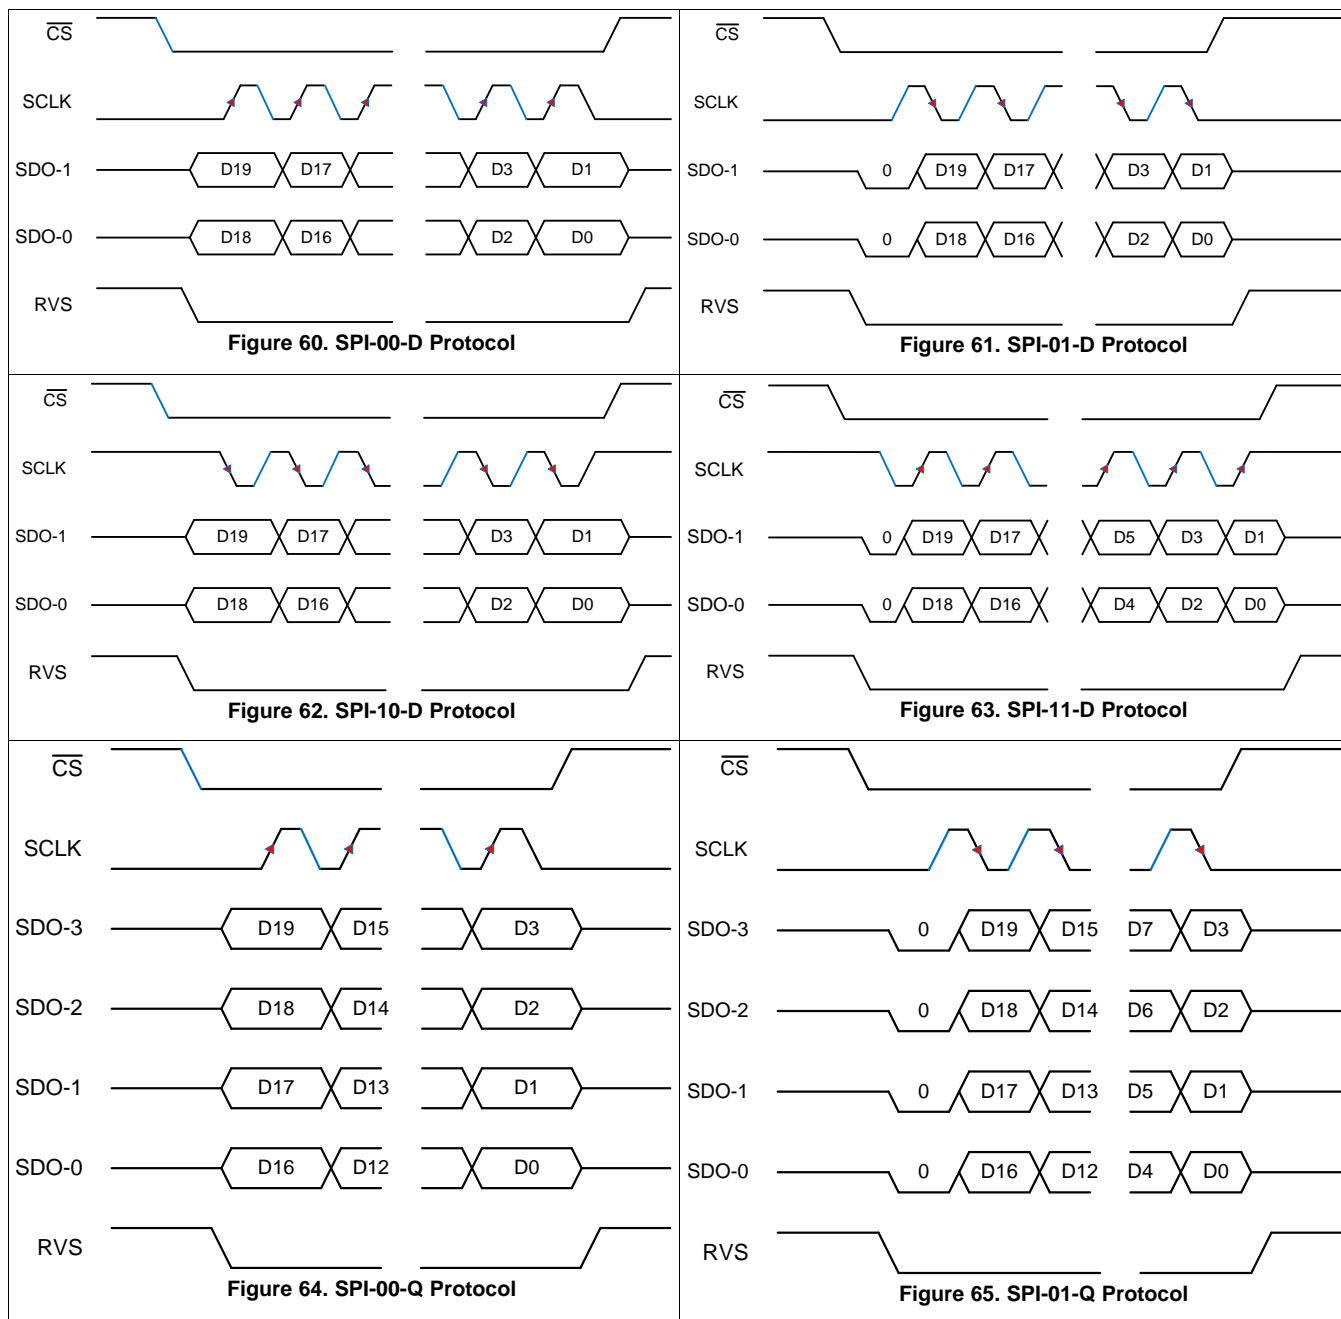 CS
SCLK
SDO-1 D19 D17 D3 D1
SDO-0 D18 D16 D2 D0
RVS
Figure 60. SPI-00-D Protocol
CS
SCLK
SDO-1 0 D19 D17 D3 D1
SDO-0 0 D18 D16 D2 D0
RVS
Figure 61. SPI-01-D Protocol
CS
SCLK
SDO-1 D19 D17 D3 D1
SDO-0 D18 D16 D2 D0
RVS
Figure 62. SPI-10-D Protocol
CS
SCLK
SDO-1 0 D19 D17 D5 D3 D1
SDO-0 0 D18 D16 D4 D2 D0
RVS
Figure 63. SPI-11-D Protocol
CS
SCLK
SDO-3 D19 D15 D3
SDO-2 D18 D14 D2
SDO-1 D17 D13 D1
SDO-0 D16 D12 D0
RVS
Figure 64. SPI-00-Q Protocol
CS
SCLK
SDO-3 0 D19 D15 D7 D3
SDO-2 0 D18 D14 D6 D2
SDO-1 0 D17 D13 D5 D1
SDO-0 0 D16 D12 D4 D0
RVS
Figure 65. SPI-01-Q Protocol